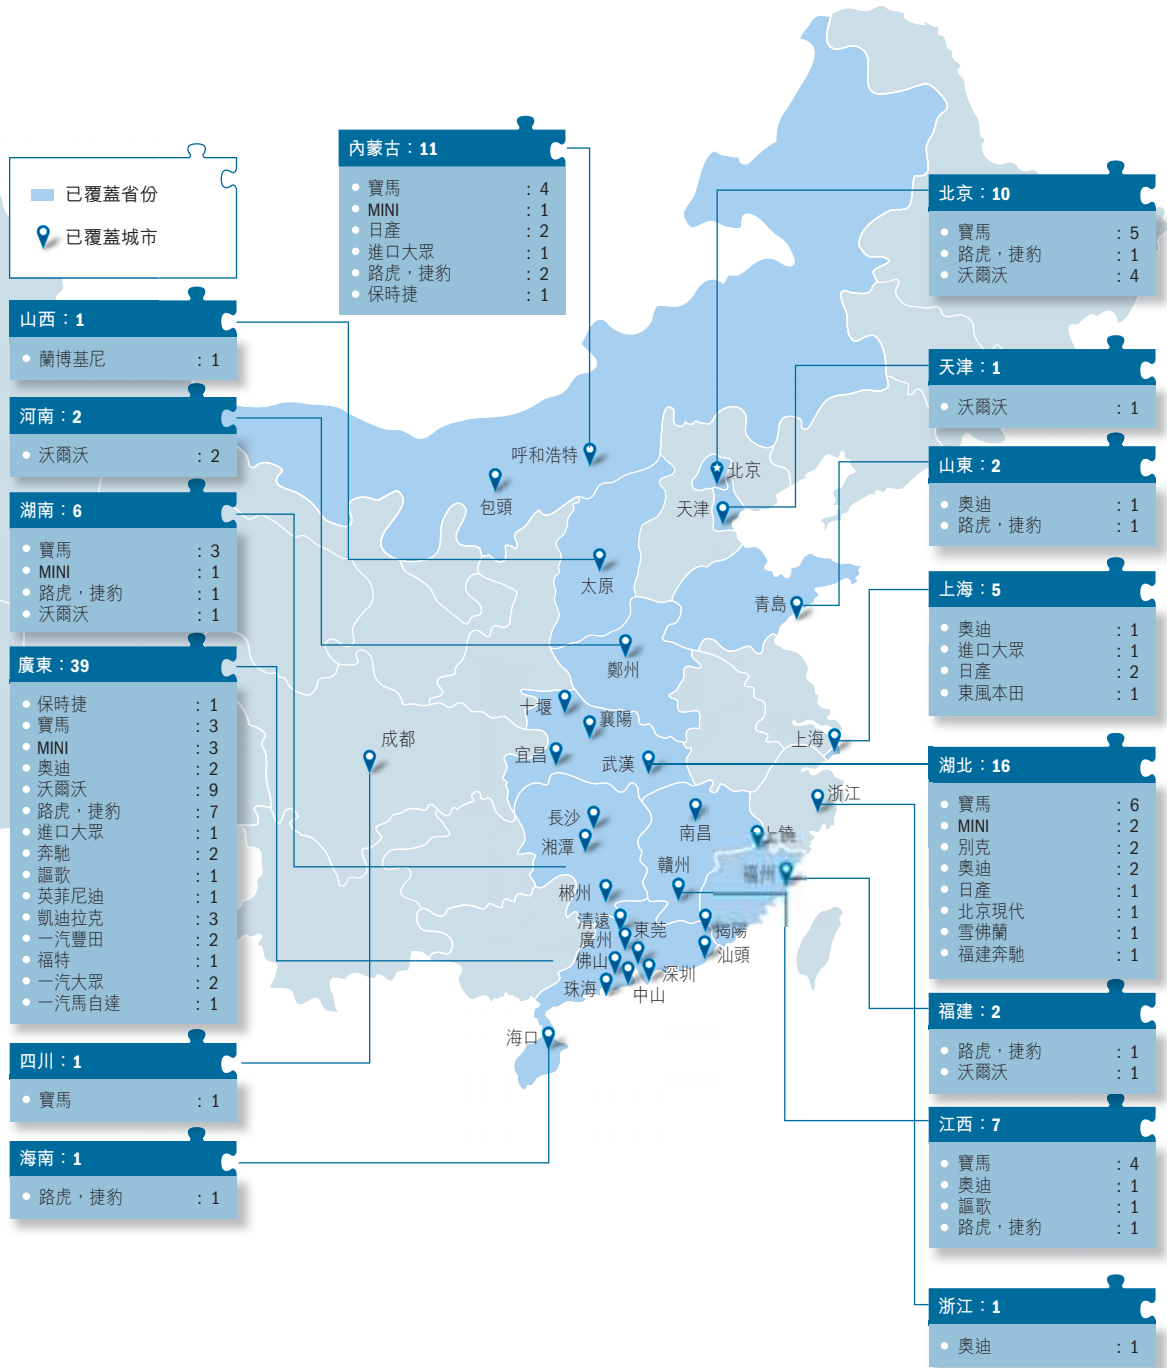 已覆蓋省份
已覆蓋城市
內蒙古：11
寶馬 : 4
MINI : 1
日產 : 2
進口大眾 : 1
路虎，捷豹 : 2
保時捷 : 1
山西：1
蘭博基尼 : 1
河南：2
沃爾沃 : 2
湖南：6
寶馬 : 3
MINI : 1
路虎，捷豹 : 1
沃爾沃 : 1
廣東：39
保時捷 : 1
寶馬 : 3
MINI : 3
奧迪 : 2
沃爾沃 : 9
路虎，捷豹 : 7
進口大眾 : 1
奔馳 : 2
謳歌 : 1
英菲尼迪 : 1
凱迪拉克 : 3
一汽豐田 : 2
福特 : 1
一汽大眾 : 2
一汽馬自達 : 1
四川：1
寶馬 : 1
海南：1
路虎，捷豹 : 1
北京：10
寶馬 : 5
路虎，捷豹 : 1
沃爾沃 : 4
天津：1
沃爾沃 : 1
山東：2
奧迪 : 1
路虎，捷豹 : 1
上海：5
奧迪 : 1
進口大眾 : 1
日產 : 2
東風本田 : 1
湖北：16
寶馬 : 6
MINI : 2
別克 : 2
奧迪 : 2
日產 : 1
北京現代 : 1
雪佛蘭 : 1
福建奔馳 : 1
福建：2
路虎，捷豹 : 1
沃爾沃 : 1
江西：7
寶馬 : 4
奧迪 : 1
謳歌 : 1
路虎，捷豹 : 1
浙江：1
奧迪 : 1
呼和浩特
包頭
北京
天津
太原
青島
鄭州
十堰
襄陽
成都
宜昌
武漢
上海
浙江
長沙
南昌
上饒
湘潭
贛州
福州
郴州
清遠
廣州
東莞
揭陽
汕頭
佛山
深圳
珠海
中山
海口